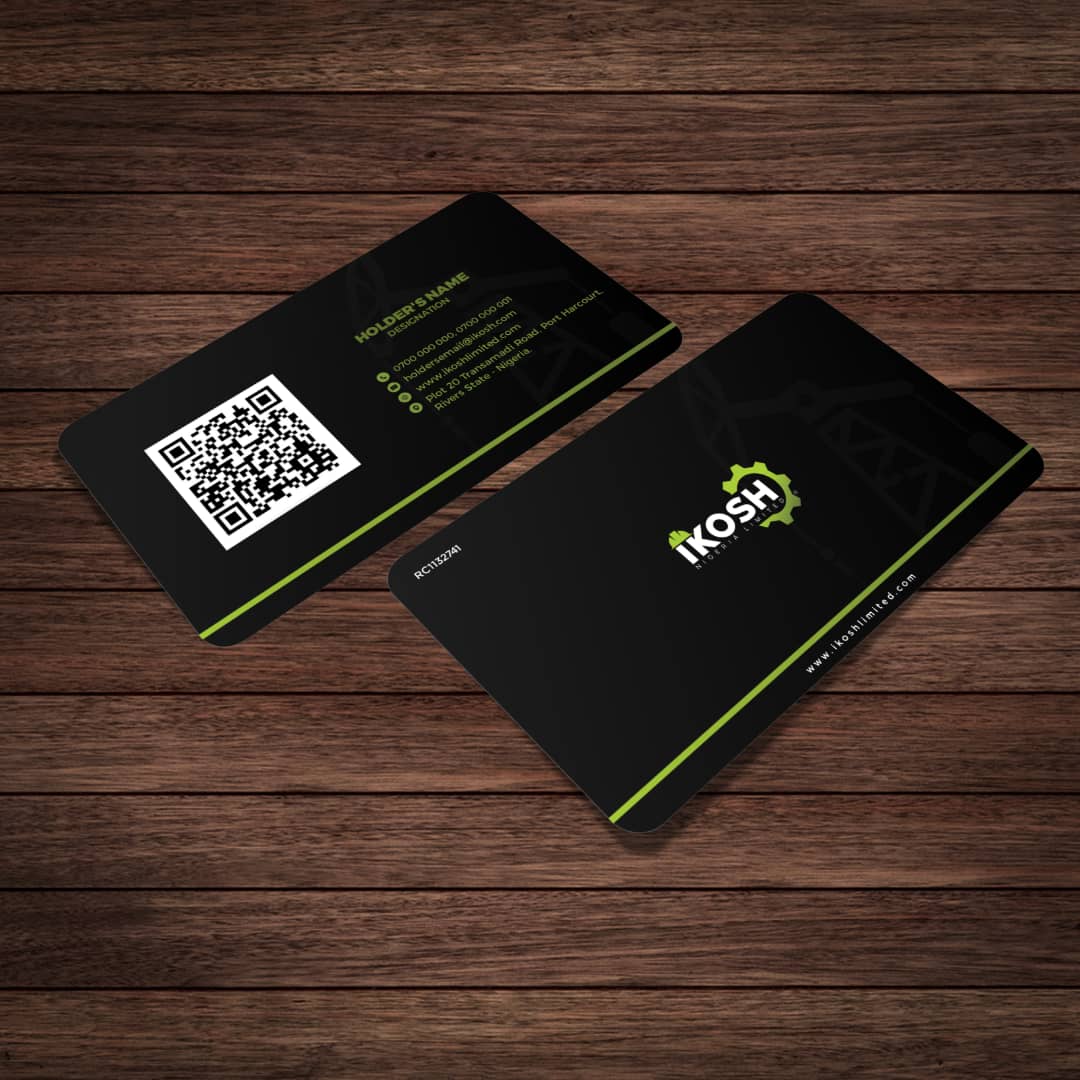 HOLDER'S NAME
DESIGNATION
0700 000 000, 0700 000 001
holdersemail@ikosh.com
www.ikoshlimited.com
Plot 20 Transamadi Road, Port Harcourt,
Rivers State - Nigeria.
RC1132741
IKOSH
NIGERIA LIMITED
www.ikoshlimited.com